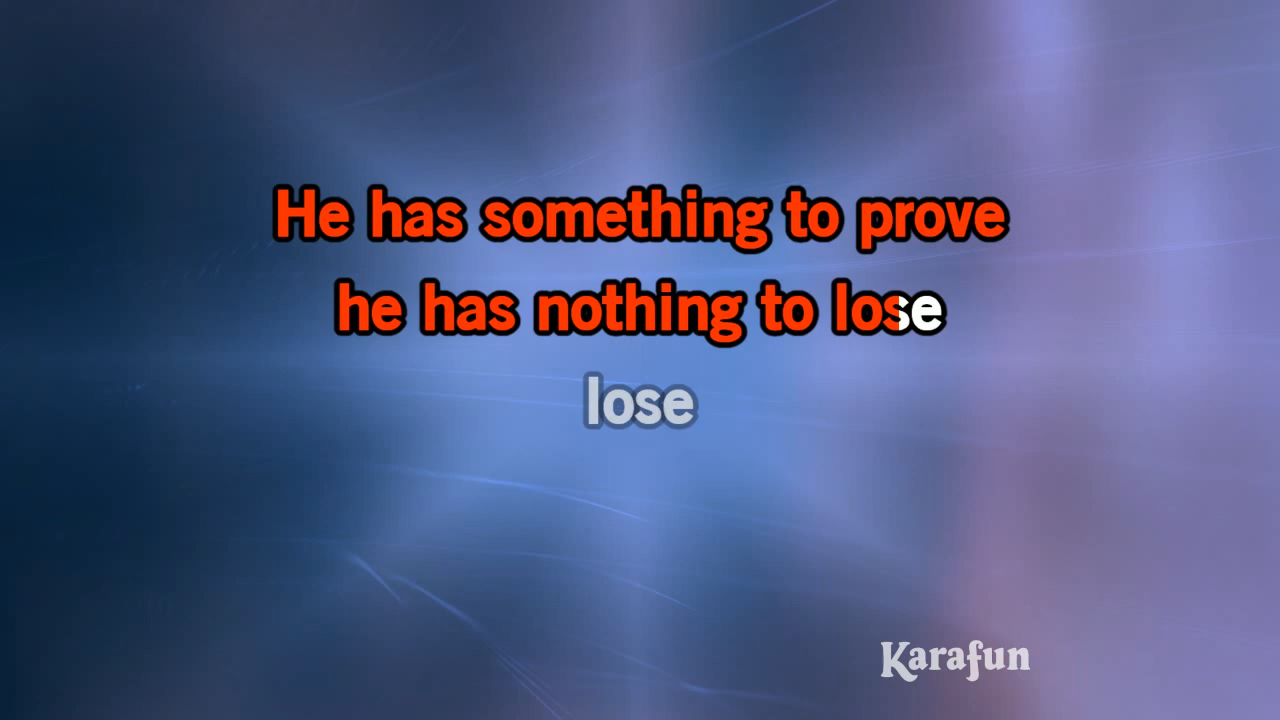 He has something to prove
he has nothing to lose
lose
Karafun